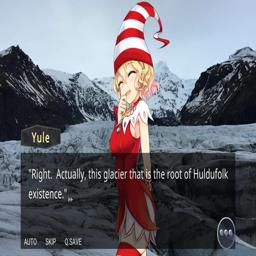 Yule
"Right.  Actually, this glacier that is the root of Huldufolk
existence."
AUTO SKIP Q.SAVE